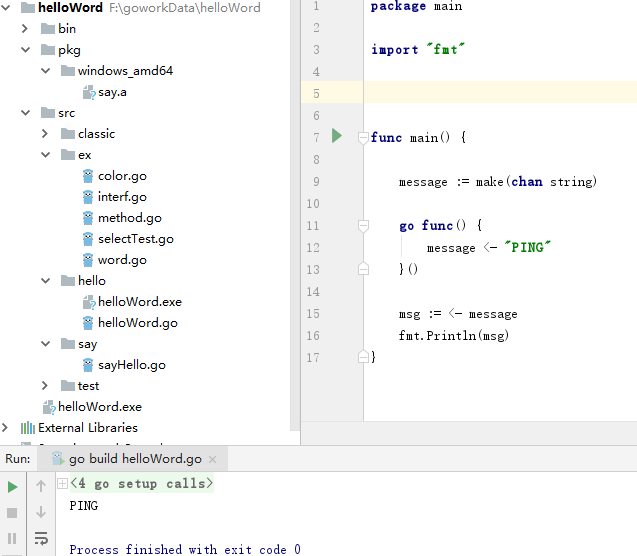 helloWord F:\goworkData\helloWord
bin
pkg
windows_amd64
say.a
src
classic
ex
color.go
interf.go
method.go
selectTest.go
word.go
hello
helloWord.exe
helloWord.go
say
sayHello.go
test
helloWord.exe
External Libraries
1 package main
2
3 import "fmt"
4
5
6
7 func main() {
8
9 message := make(chan string)
10
11 go func() {
12 message <- "PING"
13 }()
14
15 msg := <- message
16 fmt.Println(msg)
17 }
Run: go build helloWord.go
<4 go setup calls>
PING
Process finished with exit code 0